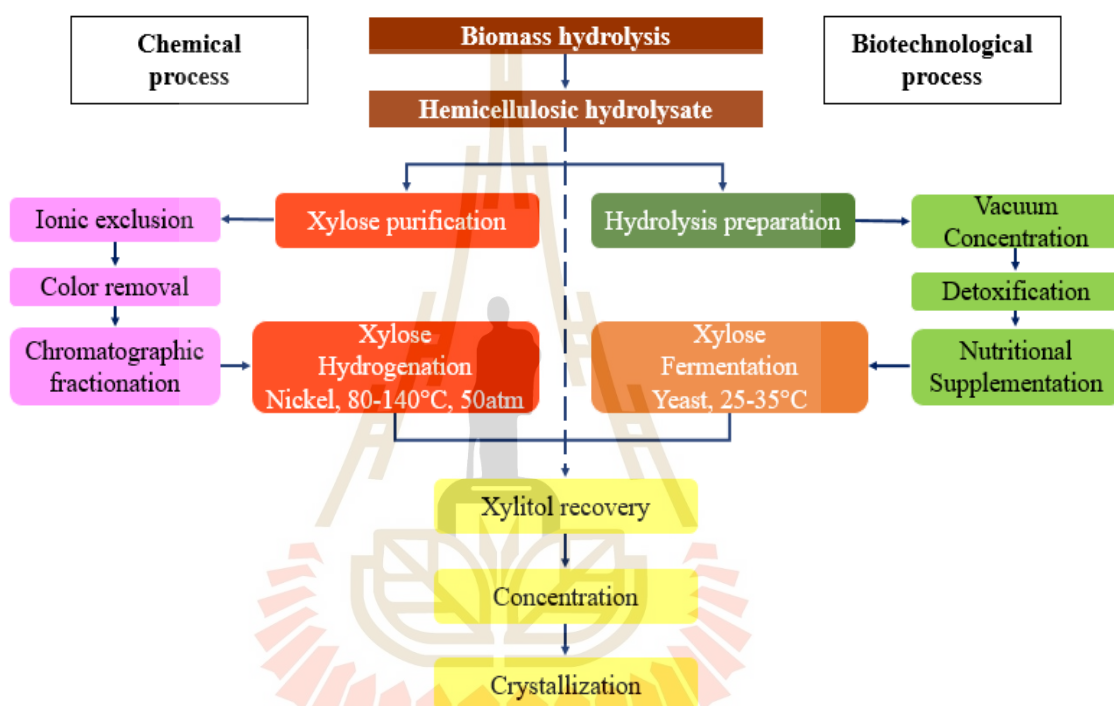 Chemical
process
Biomass hydrolysis
Biotechnological
process
Hemicellulosic hydrolysate
Ionic exclusion
Xylose purification
Hydrolysis preparation
Vacuum
Concentration
Color removal
Detoxification
Chromatographic
fractionation
Xylose
Hydrogenation
Nickel, 80-140°C, 50atm
Xylose
Fermentation
Yeast, 25-35°C
Nutritional
Supplementation
Xylitol recovery
Concentration
Crystallization